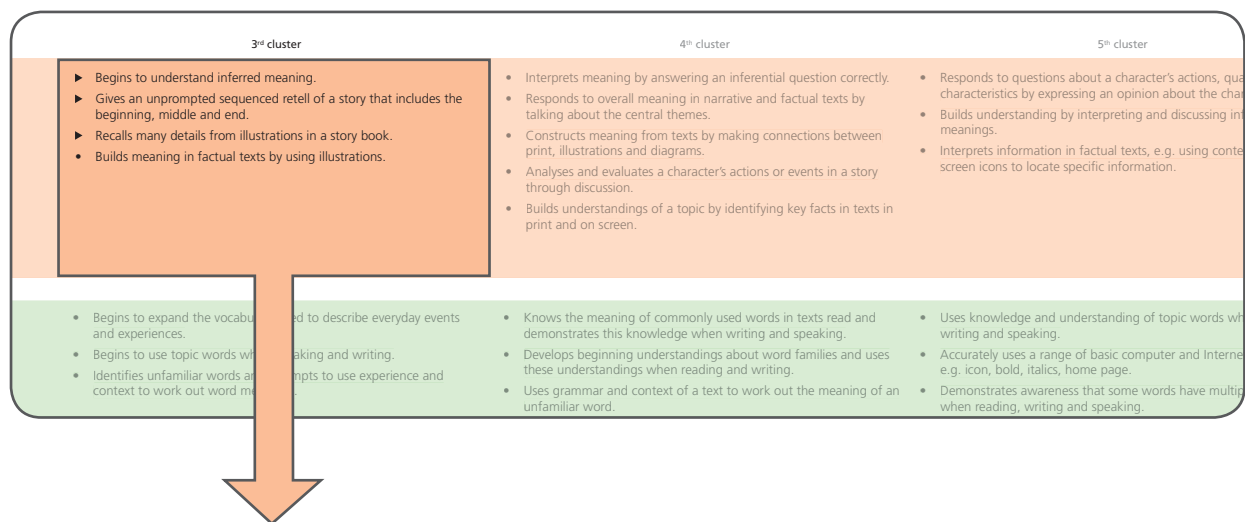 3rd cluster
4th cluster
5th cluster
▶ Begins to understand inferred meaning.
▶ Gives an unprompted sequenced retell of a story that includes the
beginning, middle and end.
▶ Recalls many details from illustrations in a story book.
• Builds meaning in factual texts by using illustrations.
• Interprets meaning by answering an inferential question correctly.
• Responds to overall meaning in narrative and factual texts by
talking about the central themes.
• Constructs meaning from texts by making connections between
print, illustrations and diagrams.
• Analyses and evaluates a character's actions or events in a story
through discussion.
• Builds understandings of a topic by identifying key facts in texts in
print and on screen.
• Responds to questions about a character's actions,
characteristics by expressing an opinion about the
• Builds understanding by interpreting and discussing
meanings.
• Interprets information in factual texts, e.g. using
screen icons to locate specific information.
• Begins to expand the to describe everyday events
and experiences.
• Begins to use topic words and writing.
• Identifies unfamiliar words to use experience and
context to work out word
• Knows the meaning of commonly used words in texts read and
demonstrates this knowledge when writing and speaking.
• Develops beginning understandings about word families and uses
these understandings when reading and writing.
• Uses grammar and context of a text to work out the meaning of an
unfamiliar word.
• Uses knowledge and understanding of topic words
writing and speaking.
• Accurately uses a range of basic computer and
e.g. icon, bold, italics, home page.
• Demonstrates awareness that some words have
when reading, writing and speaking.